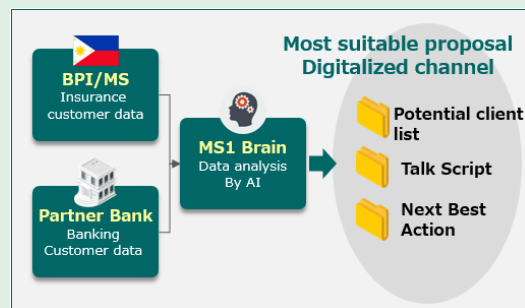 Most suitable proposal
Digitalized channel
BPI/MS
Insurance
customer data
Partner Bank
Banking
Customer data
MS1 Brain
Data analysis
By AI
Potential client
list
Talk Script
Next Best
Action